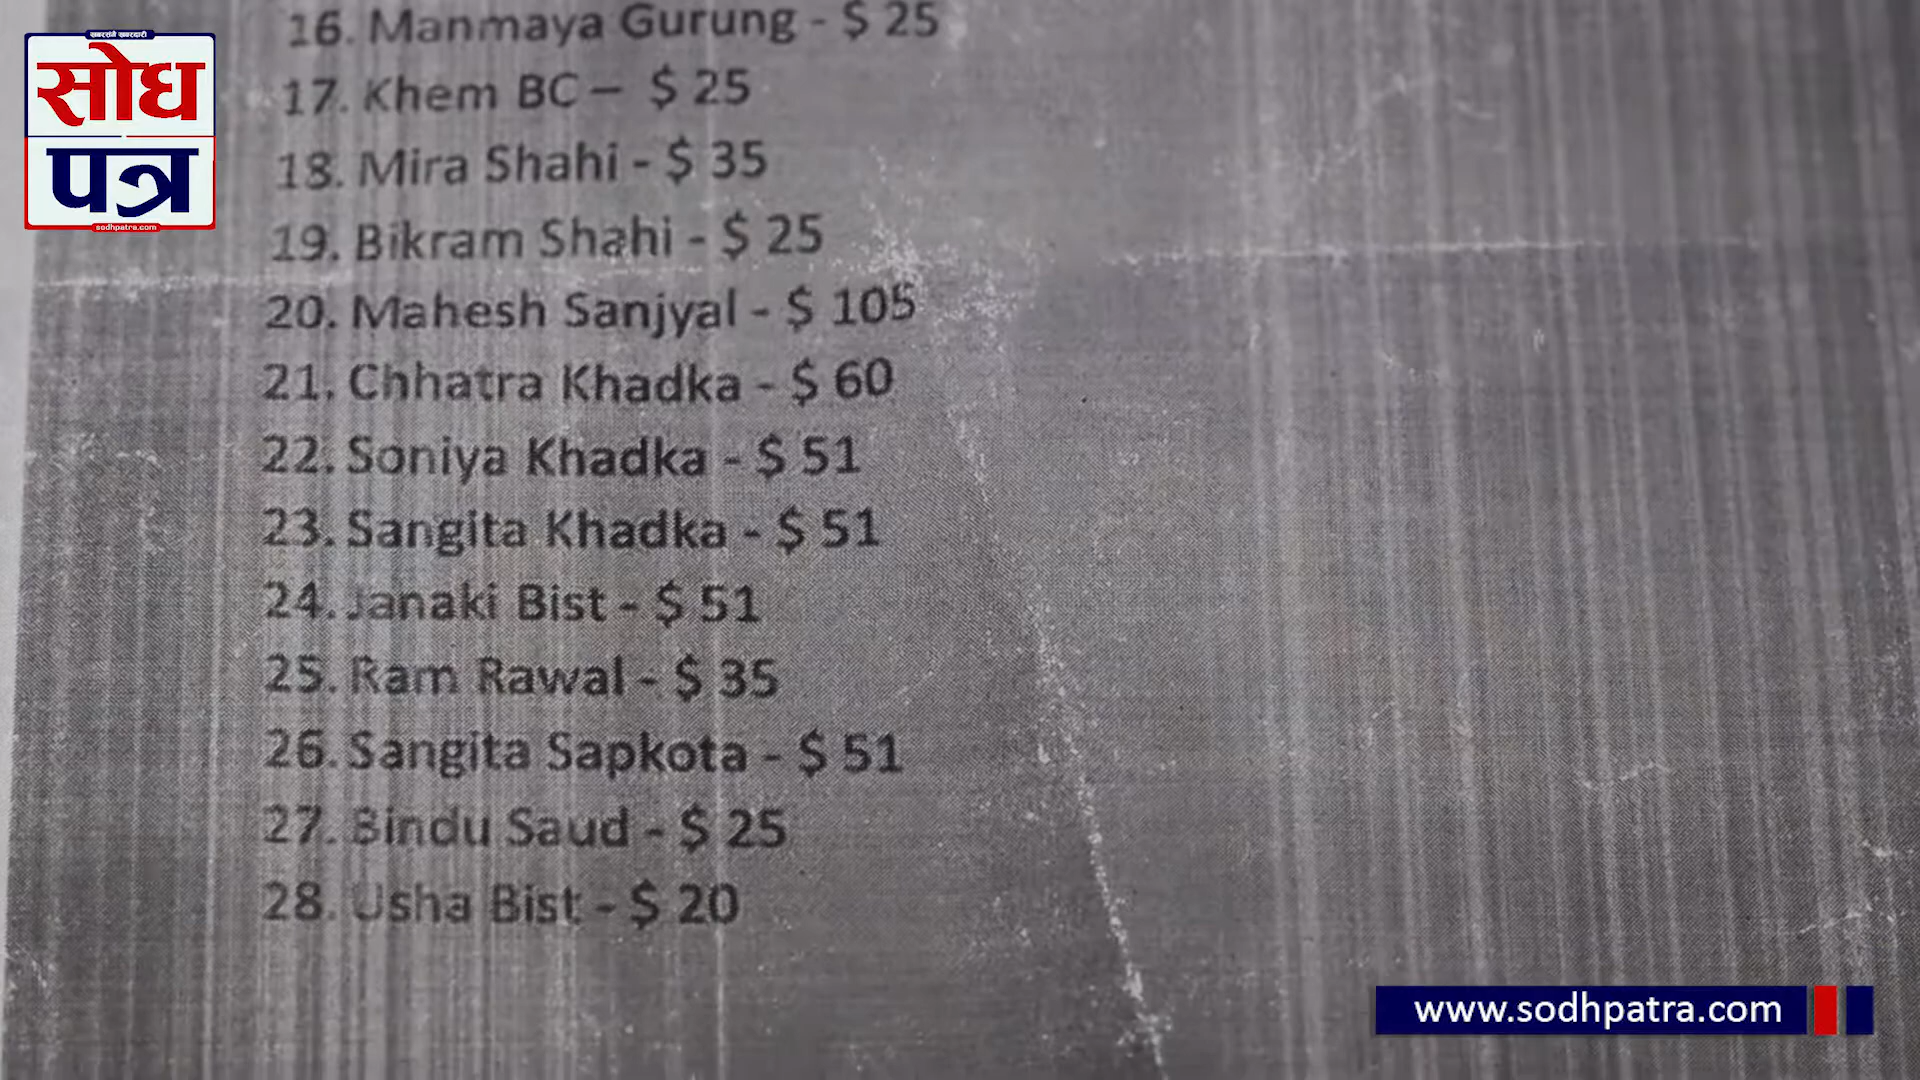 सोध
पत्र
sodhpatra.com
16. Manmaya Gurung - $ 25
17. Khem BC – $ 25
18. Mira Shahi - $ 35
19. Bikram Shahi - $ 25
20. Mahesh Sanjyal - $ 105
21. Chhatra Khadka - $ 60
22. Soniya Khadka - $ 51
23. Sangita Khadka - $ 51
24. Janaki Bist - $ 51
25. Ram Rawal - $ 35
26. Sangita Sapkota - $ 51
27. Bindu Saud - $ 25
28. Usha Bist - $ 20
www.sodhpatra.com